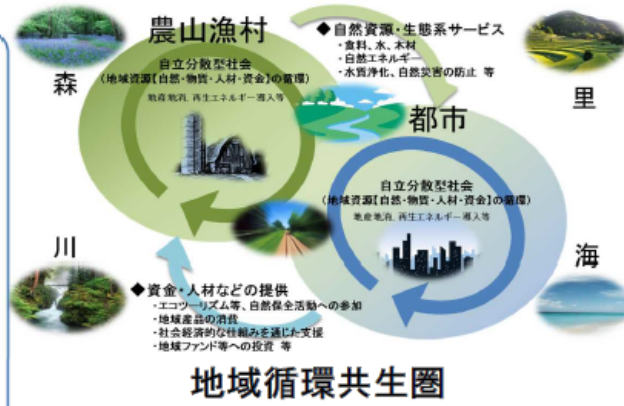 農山漁村
森
自立分散型社会
(地域資源【自然・物質・人材・資金】の循環)
地産地消、再生エネルギー導入等
◆自然資源・生態系サービス
・食料、水、木材
・自然エネルギー
・水質浄化、自然災害の防止 等
里
都市
自立分散型社会
(地域資源【自然・物質・人材・資金】の循環)
地産地消、再生エネルギー導入等
川
海
◆資金・人材などの提供
・エコツーリズム等、自然保全活動への参加
・地域産品の消費
・社会経済的な仕組みを通じた支援
・地域ファンド等への投資 等
地域循環共生圏